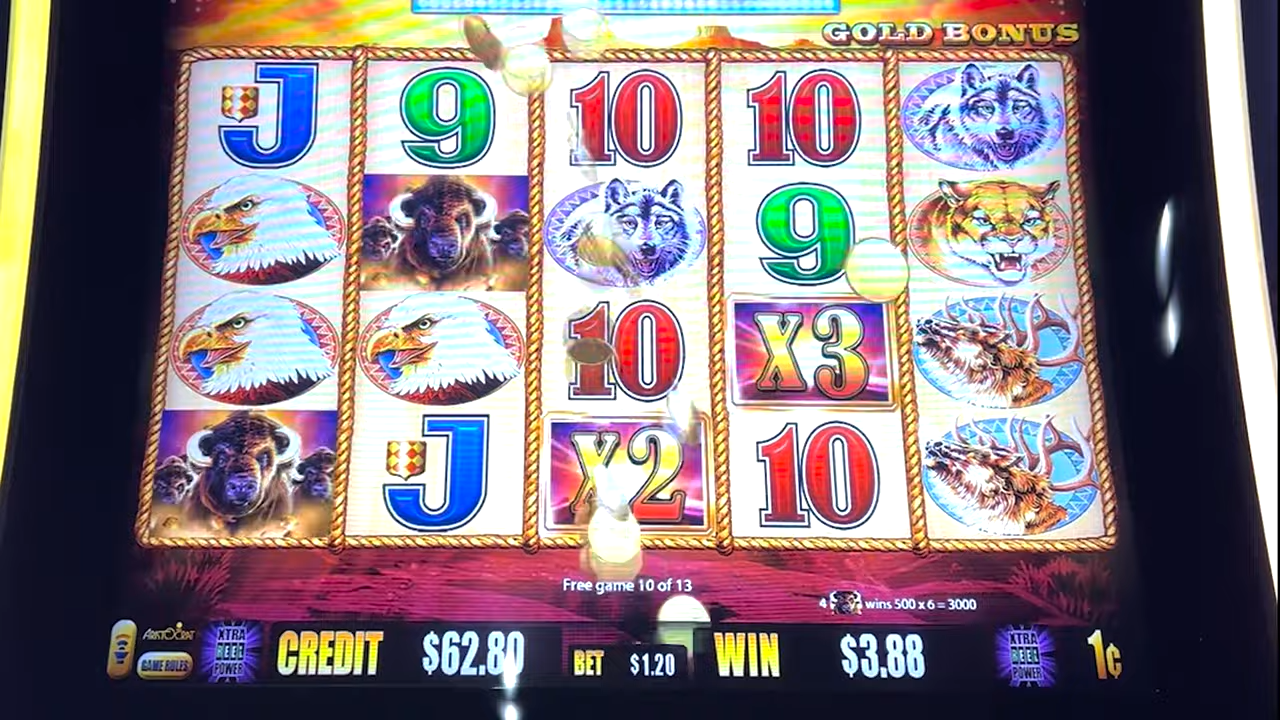 GOLD BONUS
J 9 10 10
9
10 X3
J X2 10
Free game 10 of 13
4 wins 500 x 6 = 3000
ARISTOCRAT
GAME RULES
XTRA REEL POWER
CREDIT $62.80
BET $1.20
WIN $3.88
XTRA REEL POWER
1¢